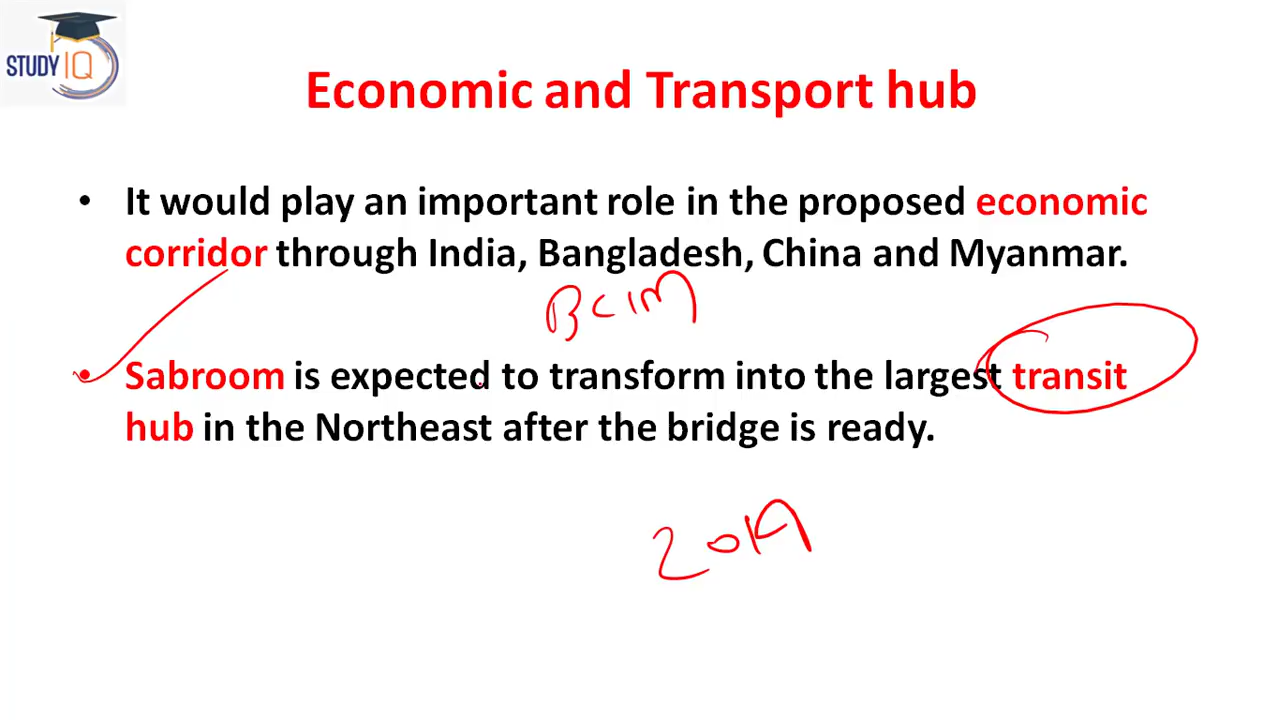 STUDY IQ
Economic and Transport hub
• It would play an important role in the proposed economic
corridor through India, Bangladesh, China and Myanmar.
BCIM
• Sabroom is expected to transform into the largest transit
hub in the Northeast after the bridge is ready.
2019